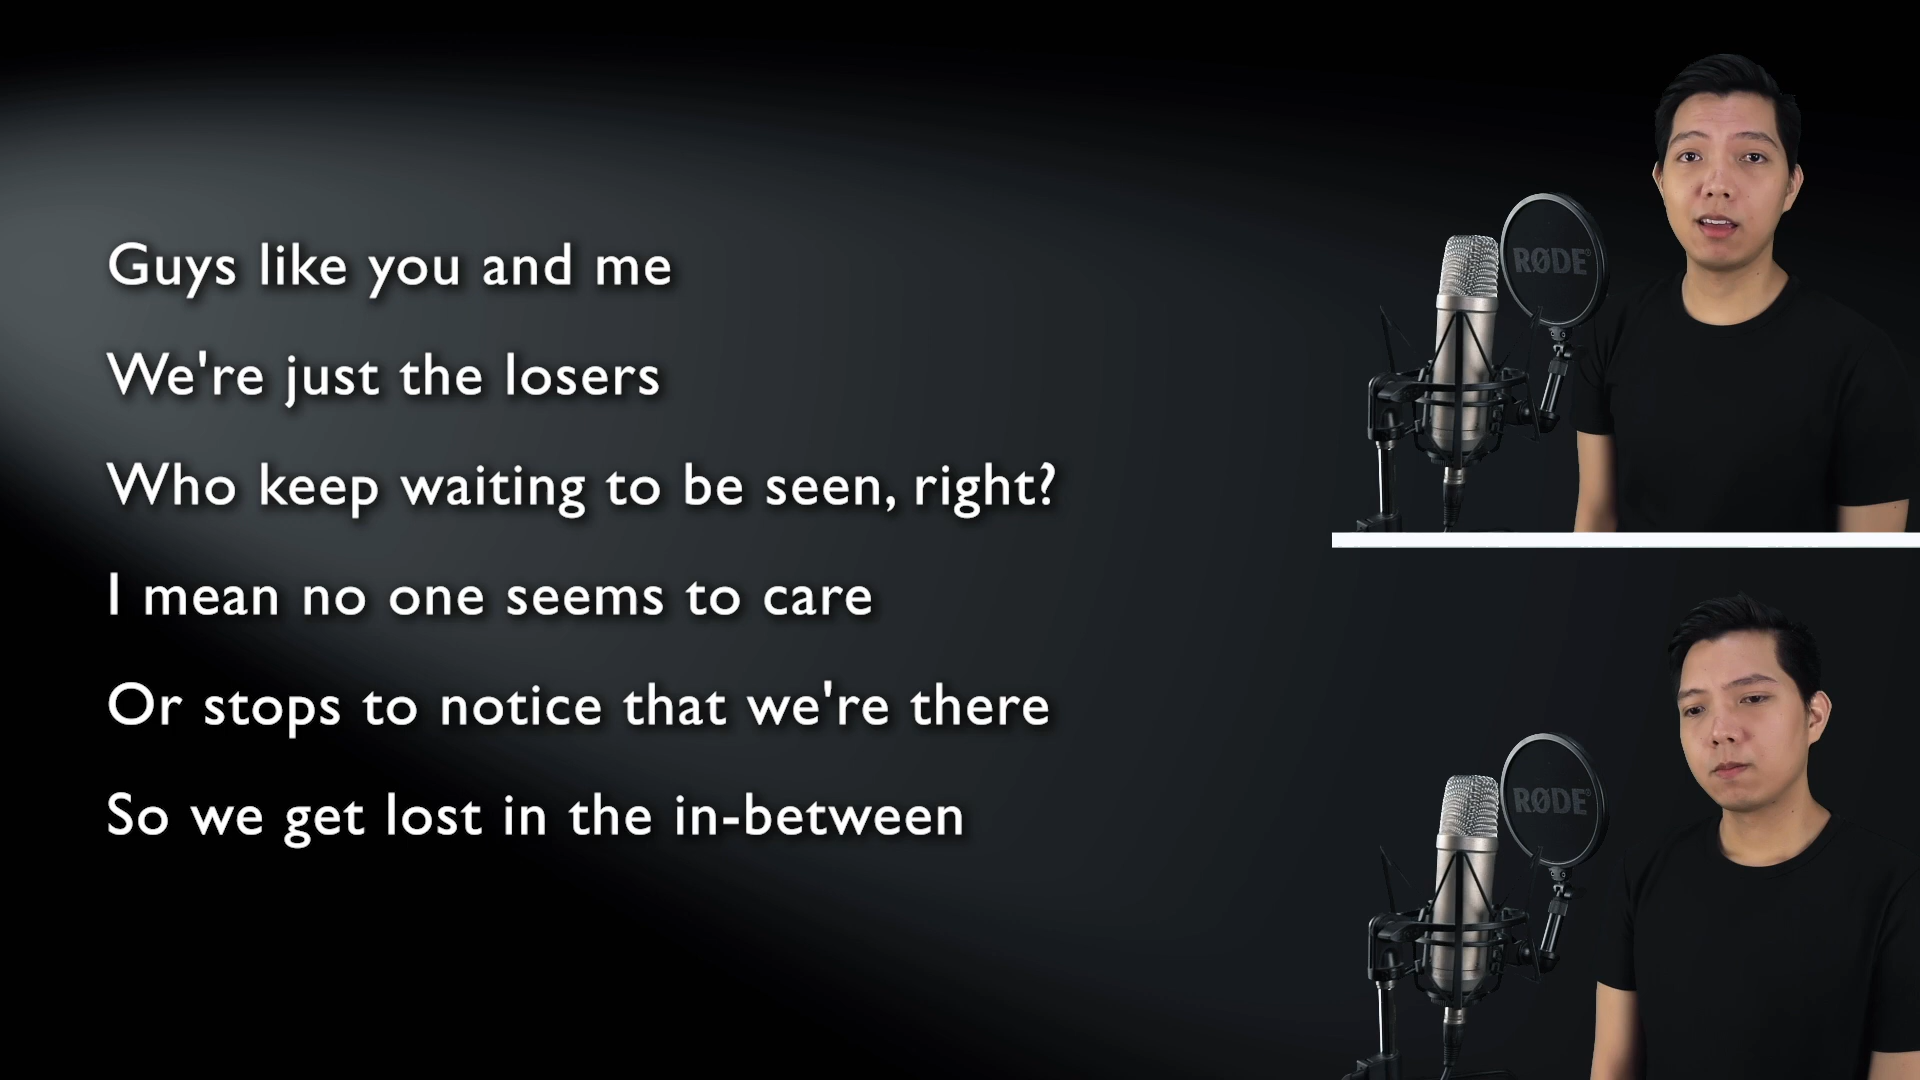 Guys like you and me
We're just the losers
Who keep waiting to be seen, right?
I mean no one seems to care
Or stops to notice that we're there
So we get lost in the in-between
RØDE
RØDE